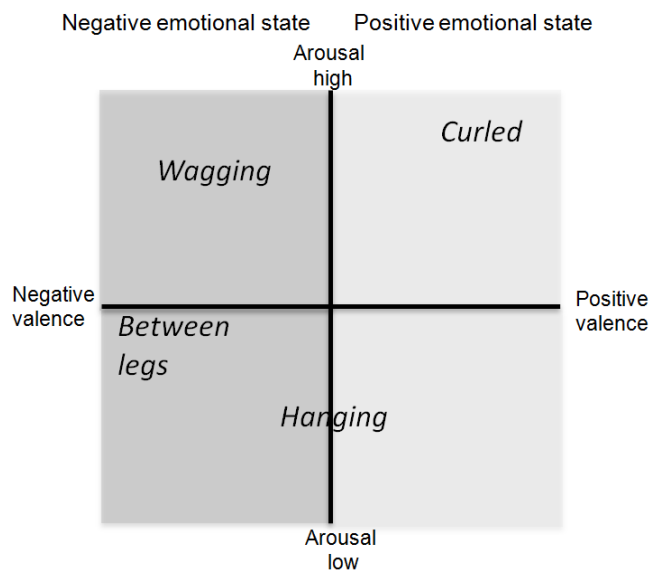 Negative emotional state Positive emotional state
Arousal
high
Curled
Wagging
Negative
valence
Positive
valence
Between
legs
Hanging
Arousal
low